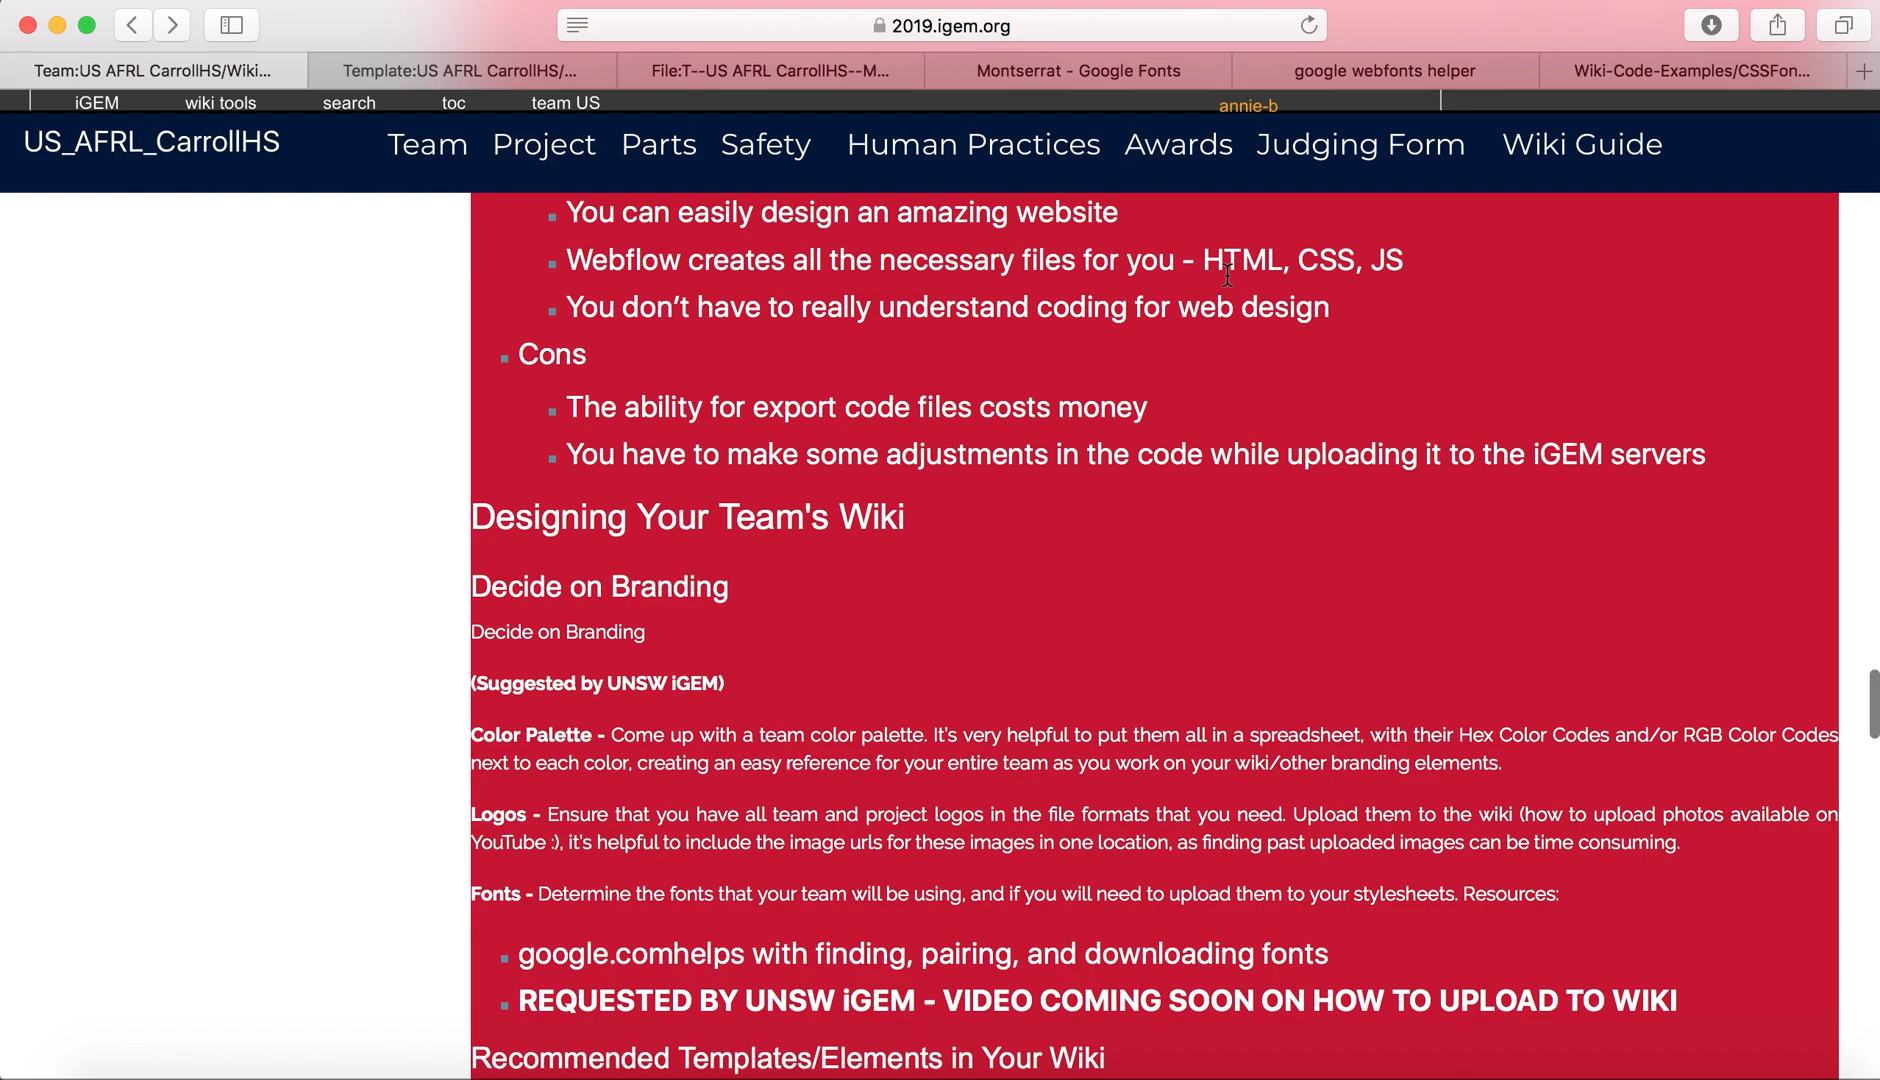 2019.igem.org
Team:US AFRL CarrollHS/Wiki...
Template:US AFRL CarrollHS/...
File:T--US AFRL CarrollHS--M...
Montserrat - Google Fonts
google webfonts helper
Wiki-Code-Examples/CSSFon...
iGEM wiki tools search toc team US annie-b
US_AFRL_CarrollHS Team Project Parts Safety Human Practices Awards Judging Form Wiki Guide
You can easily design an amazing website
Webflow creates all the necessary files for you - HTML, CSS, JS
You don't have to really understand coding for web design
Cons
The ability for export code files costs money
You have to make some adjustments in the code while uploading it to the iGEM servers
Designing Your Team's Wiki
Decide on Branding
Decide on Branding
(Suggested by UNSW iGEM)
Color Palette - Come up with a team color palette. It's very helpful to put them all in a spreadsheet, with their Hex Color Codes and/or RGB Color Codes
next to each color, creating an easy reference for your entire team as you work on your wiki/other branding elements.
Logos - Ensure that you have all team and project logos in the file formats that you need. Upload them to the wiki (how to upload photos available on
YouTube :), it's helpful to include the image urls for these images in one location, as finding past uploaded images can be time consuming.
Fonts - Determine the fonts that your team will be using, and if you will need to upload them to your stylesheets. Resources:
google.comhelps with finding, pairing, and downloading fonts
REQUESTED BY UNSW iGEM - VIDEO COMING SOON ON HOW TO UPLOAD TO WIKI
Recommended Templates/Elements in Your Wiki